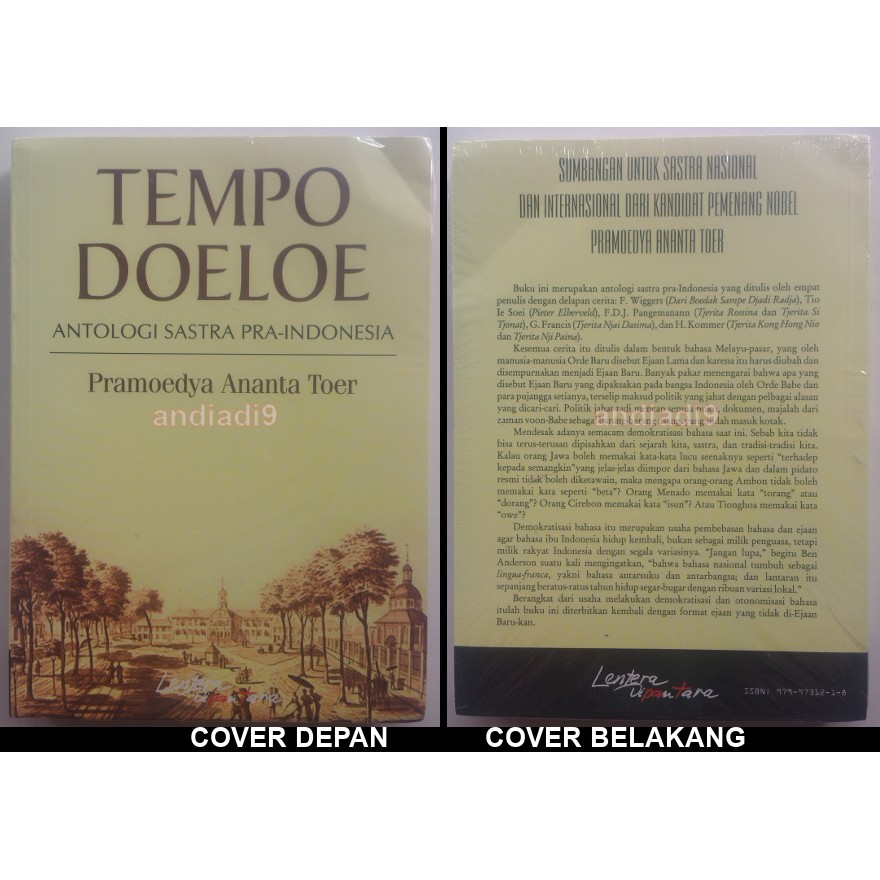 TEMPO
DOELOE
ANTOLOGI SASTRA PRA-INDONESIA
Pramoedya Ananta Toer
andiadi9
Lentera
dipantara
COVER DEPAN
SUMBANGAN UNTUK SASTRA NASIONAL
DAN INTERNASIONAL DARI KANDIDAT PEMENANG NOBEL
PRAMOEDYA ANANTA TOER
Buku ini merupakan antologi sastra pra-Indonesia yang ditulis oleh empat
penulis dengan delapan cerita: F. Wiggers (Dari Boedak Sampe Djadi Radja), Tio
Ie Soei (Pieter Elberveld), F.D.J. Pangemanann (Tjerita Rossina dan Tjerita Si
Tjonat), G. Francis (Tjerita Njai Dasima), dan H. Kommer (Tjerita Kong Hong Nio
dan Tjerita Nji Paina).
Kesemua cerita itu ditulis dalam bentuk bahasa Melayu-pasar, yang oleh
manusia-manusia Orde Baru disebut Ejaan Lama dan karena itu harus diubah dan
disempurnakan menjadi Ejaan Baru. Banyak pakar menengarai bahwa apa yang
disebut Ejaan Baru yang dipaksakan pada bangsa Indonesia oleh Orde Babe dan
para pujangga setianya, terselip maksud politik yang jahat dengan pelbagai alasan
yang dicari-cari. Politik jahat dokumen, majalah dari
zaman voon-Babe masuk kotak.
andiadi9
Mendesak adanya semacam demokratisasi bahasa saat ini. Sebab kita tidak
bisa terus-terusan dipisahkan dari sejarah kita, sastra, dan tradisi-tradisi kita.
Kalau orang Jawa boleh memakai kata-kata lucu seenaknya seperti "terhadap
kepada semangkin"yang jelas-jelas diimpor dari bahasa Jawa dan dalam pidato
resmi tidak boleh diketawain, maka mengapa orang-orang Ambon tidak boleh
memakai kata seperti "beta"? Orang Menado memakai kata "torang" atau
"dorang"? Orang Cirebon memakai kata "isun"? Atau Tionghoa memakai kata
"owe"?
Demokratisasi bahasa itu merupakan usaha pembebasan bahasa dan ejaan
agar bahasa ibu Indonesia hidup kembali, bukan sebagai milik penguasa, tetapi
milik rakyat Indonesia dengan segala variasinya. "Jangan lupa," begitu Ben
Anderson suatu kali mengingatkan, "bahwa bahasa nasional tumbuh sebagai
lingua-franca, yakni bahasa antarsuku dan antarbangsa; dan lantaran itu
sepanjang beratus-ratus tahun hidup segar-bugar dengan ribuan variasi lokal."
Berangkat dari usaha melakukan demokratisasi dan otonomisasi bahasa
itulah buku ini diterbitkan kembali dengan format ejaan yang tidak di-Ejaan
Baru-kan.
Lentera
dipantara
ISBN: 979-97312-1-6
COVER BELAKANG